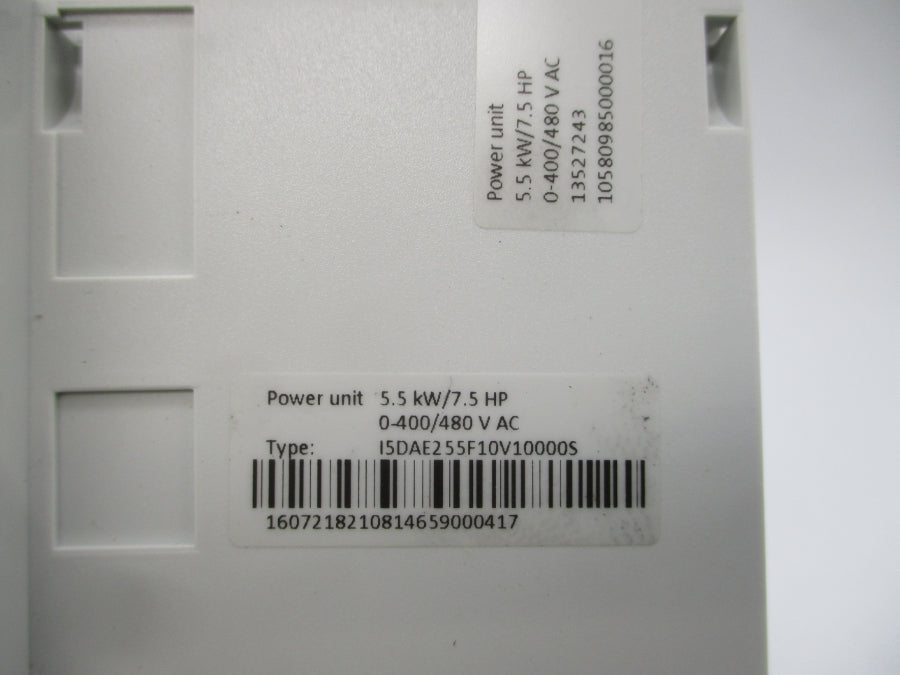 Power unit
5.5 kW/7.5 HP
0-400/480 V AC
13527243
10580985000016
Power unit 5.5 kW/7.5 HP
0-400/480 V AC
Type: I5DAE255F10V10000S
1607218210814659000417